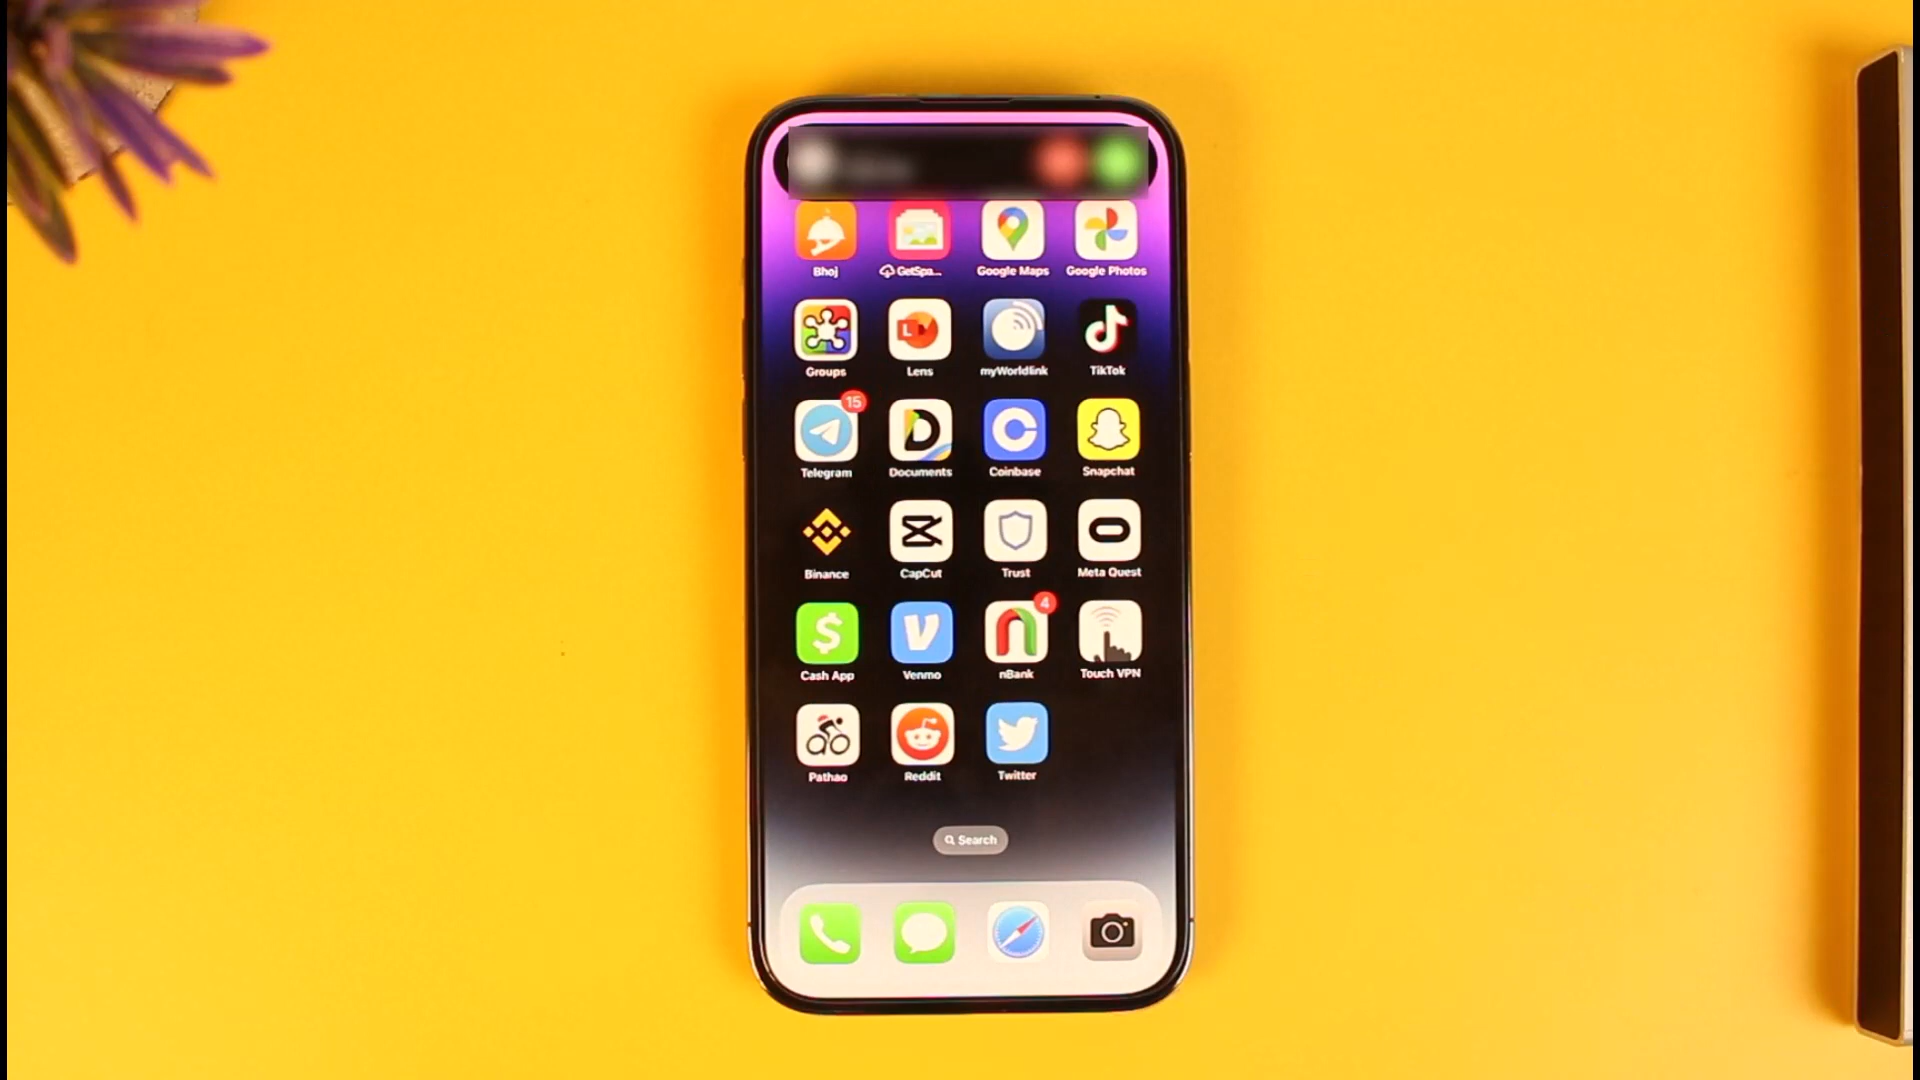 Bhoj GetSpa... Google Maps Google Photos
Groups Lens myWorldlink TikTok
15
Telegram Documents Coinbase Snapchat
Binance CapCut Trust Meta Quest
4
Cash App Venmo nBank Touch VPN
Pathao Reddit Twitter
Search